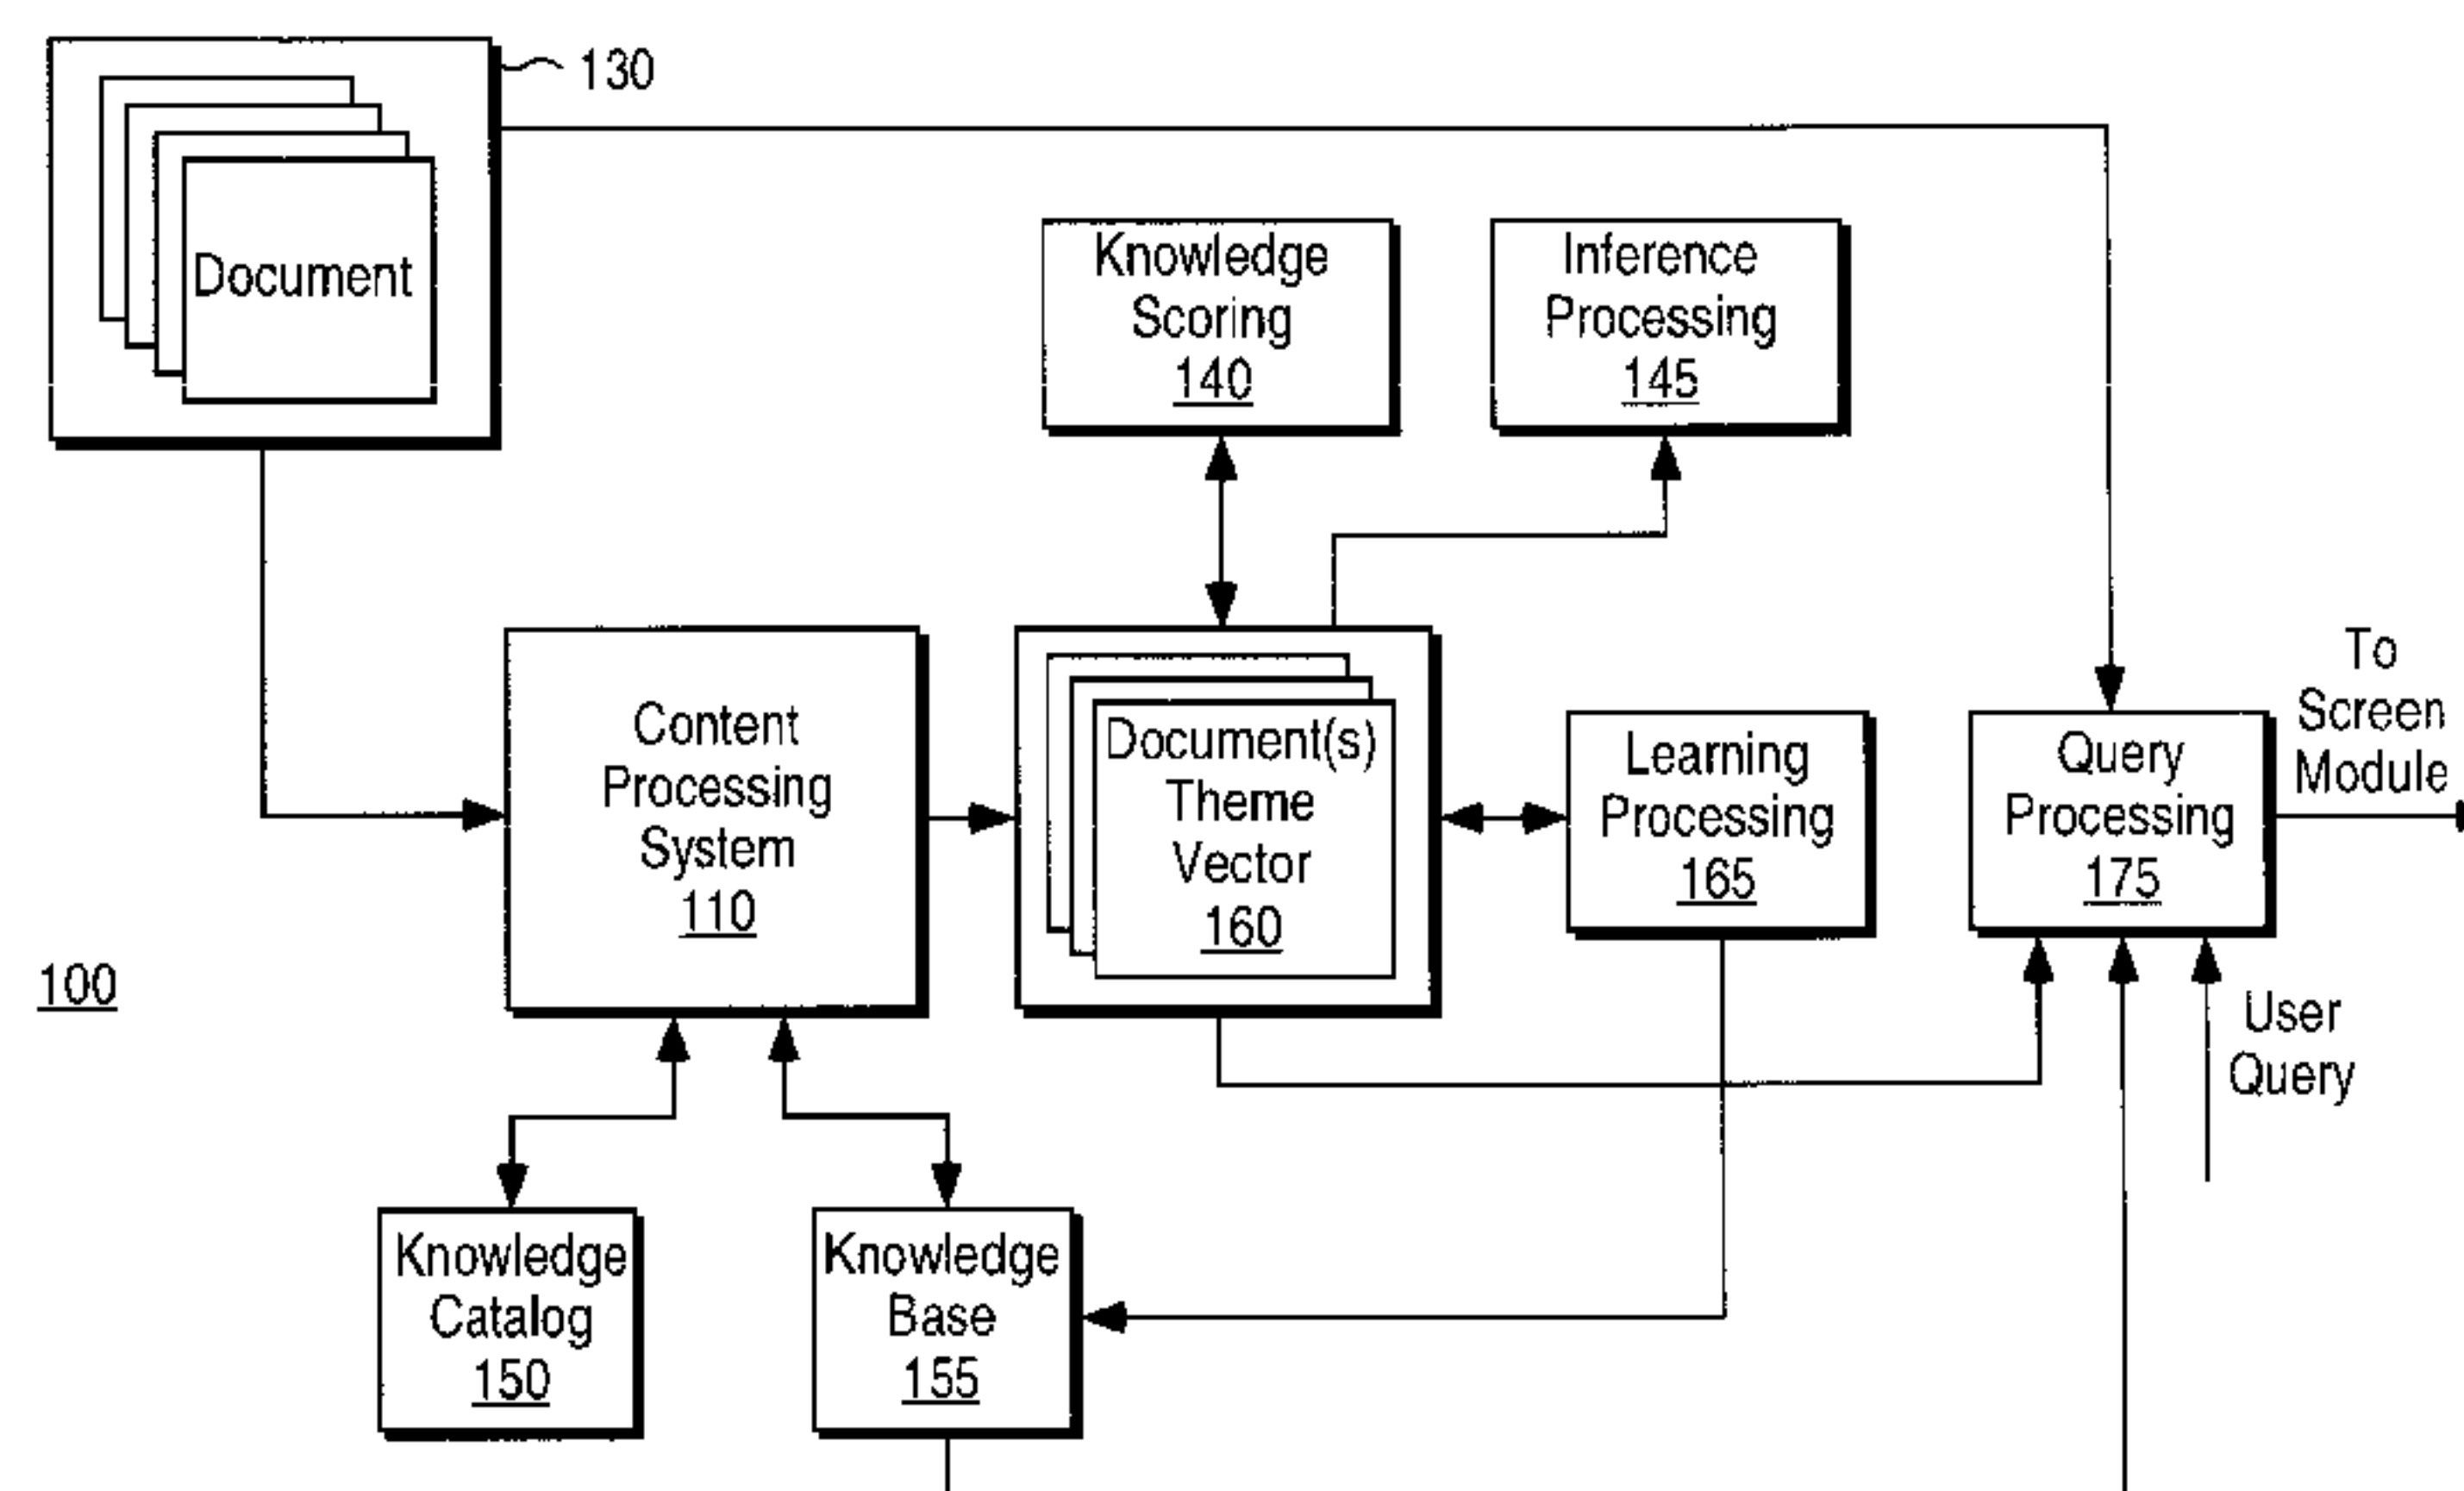 130
Document
Knowledge
Scoring
140
Inference
Processing
145
Content
Processing
System
110
Document(s)
Theme
Vector
160
Learning
Processing
165
Query
Processing
175
To
Screen
Module
100
User
Query
Knowledge
Catalog
150
Knowledge
Base
155